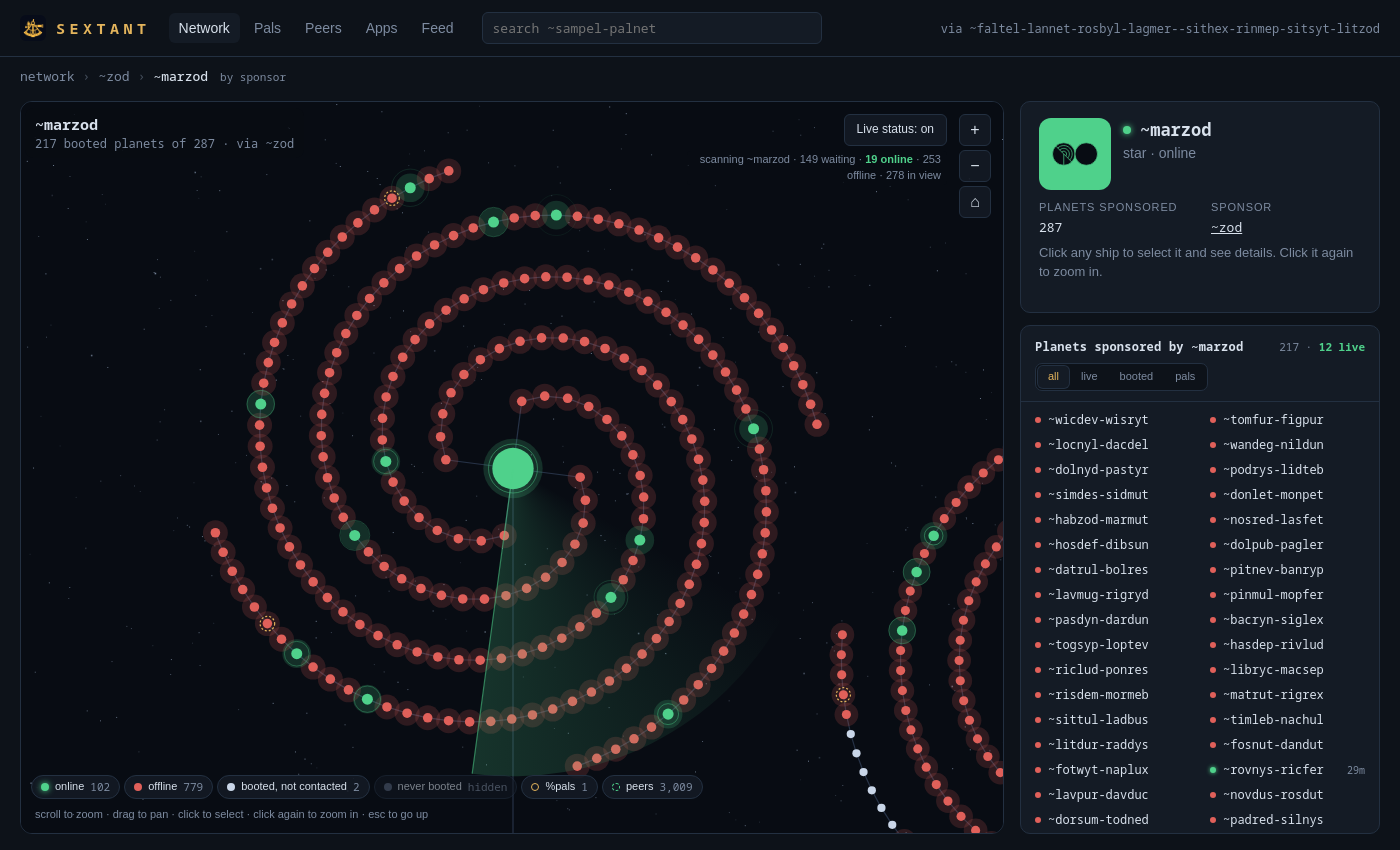 SEXTANT Network Pals Peers Apps Feed search ~sampel-palnet via ~faltel-lannet-rosbyl-lagmer--sithex-rinmep-sitsyt-litzod
network › ~zod › ~marzod by sponsor
~marzod
217 booted planets of 287 · via ~zod
Live status: on
scanning ~marzod · 149 waiting · 19 online · 253
offline · 278 in view
+
−
⌂
online 102 offline 779 booted, not contacted 2 never booted hidden %pals 1 peers 3,009
scroll to zoom · drag to pan · click to select · click again to zoom in · esc to go up
~marzod
star · online
PLANETS SPONSORED SPONSOR
287 ~zod
Click any ship to select it and see details. Click it again
to zoom in.
Planets sponsored by ~marzod 217 · 12 live
all live booted pals
~wicdev-wisryt ~tomfur-figpur
~locnyl-dacdel ~wandeg-nildun
~dolnyd-pastyr ~podrys-lidteb
~simdes-sidmut ~donlet-monpet
~habzod-marmut ~nosred-lasfet
~hosdef-dibsun ~dolpub-pagler
~datrul-bolres ~pitnev-banryp
~lavmug-rigryd ~pinmul-mopfer
~pasdyn-dardun ~bacryn-siglex
~togsyp-loptev ~hasdep-rivlud
~riclud-ponres ~libryc-macsep
~risdem-mormeb ~matrut-rigrex
~sittul-ladbus ~timleb-nachul
~litdur-raddys ~fosnut-dandut
~fotwyt-naplux ~rovnys-ricfer 29m
~lavpur-davduc ~novdus-rosdut
~dorsum-todned ~padred-silnys